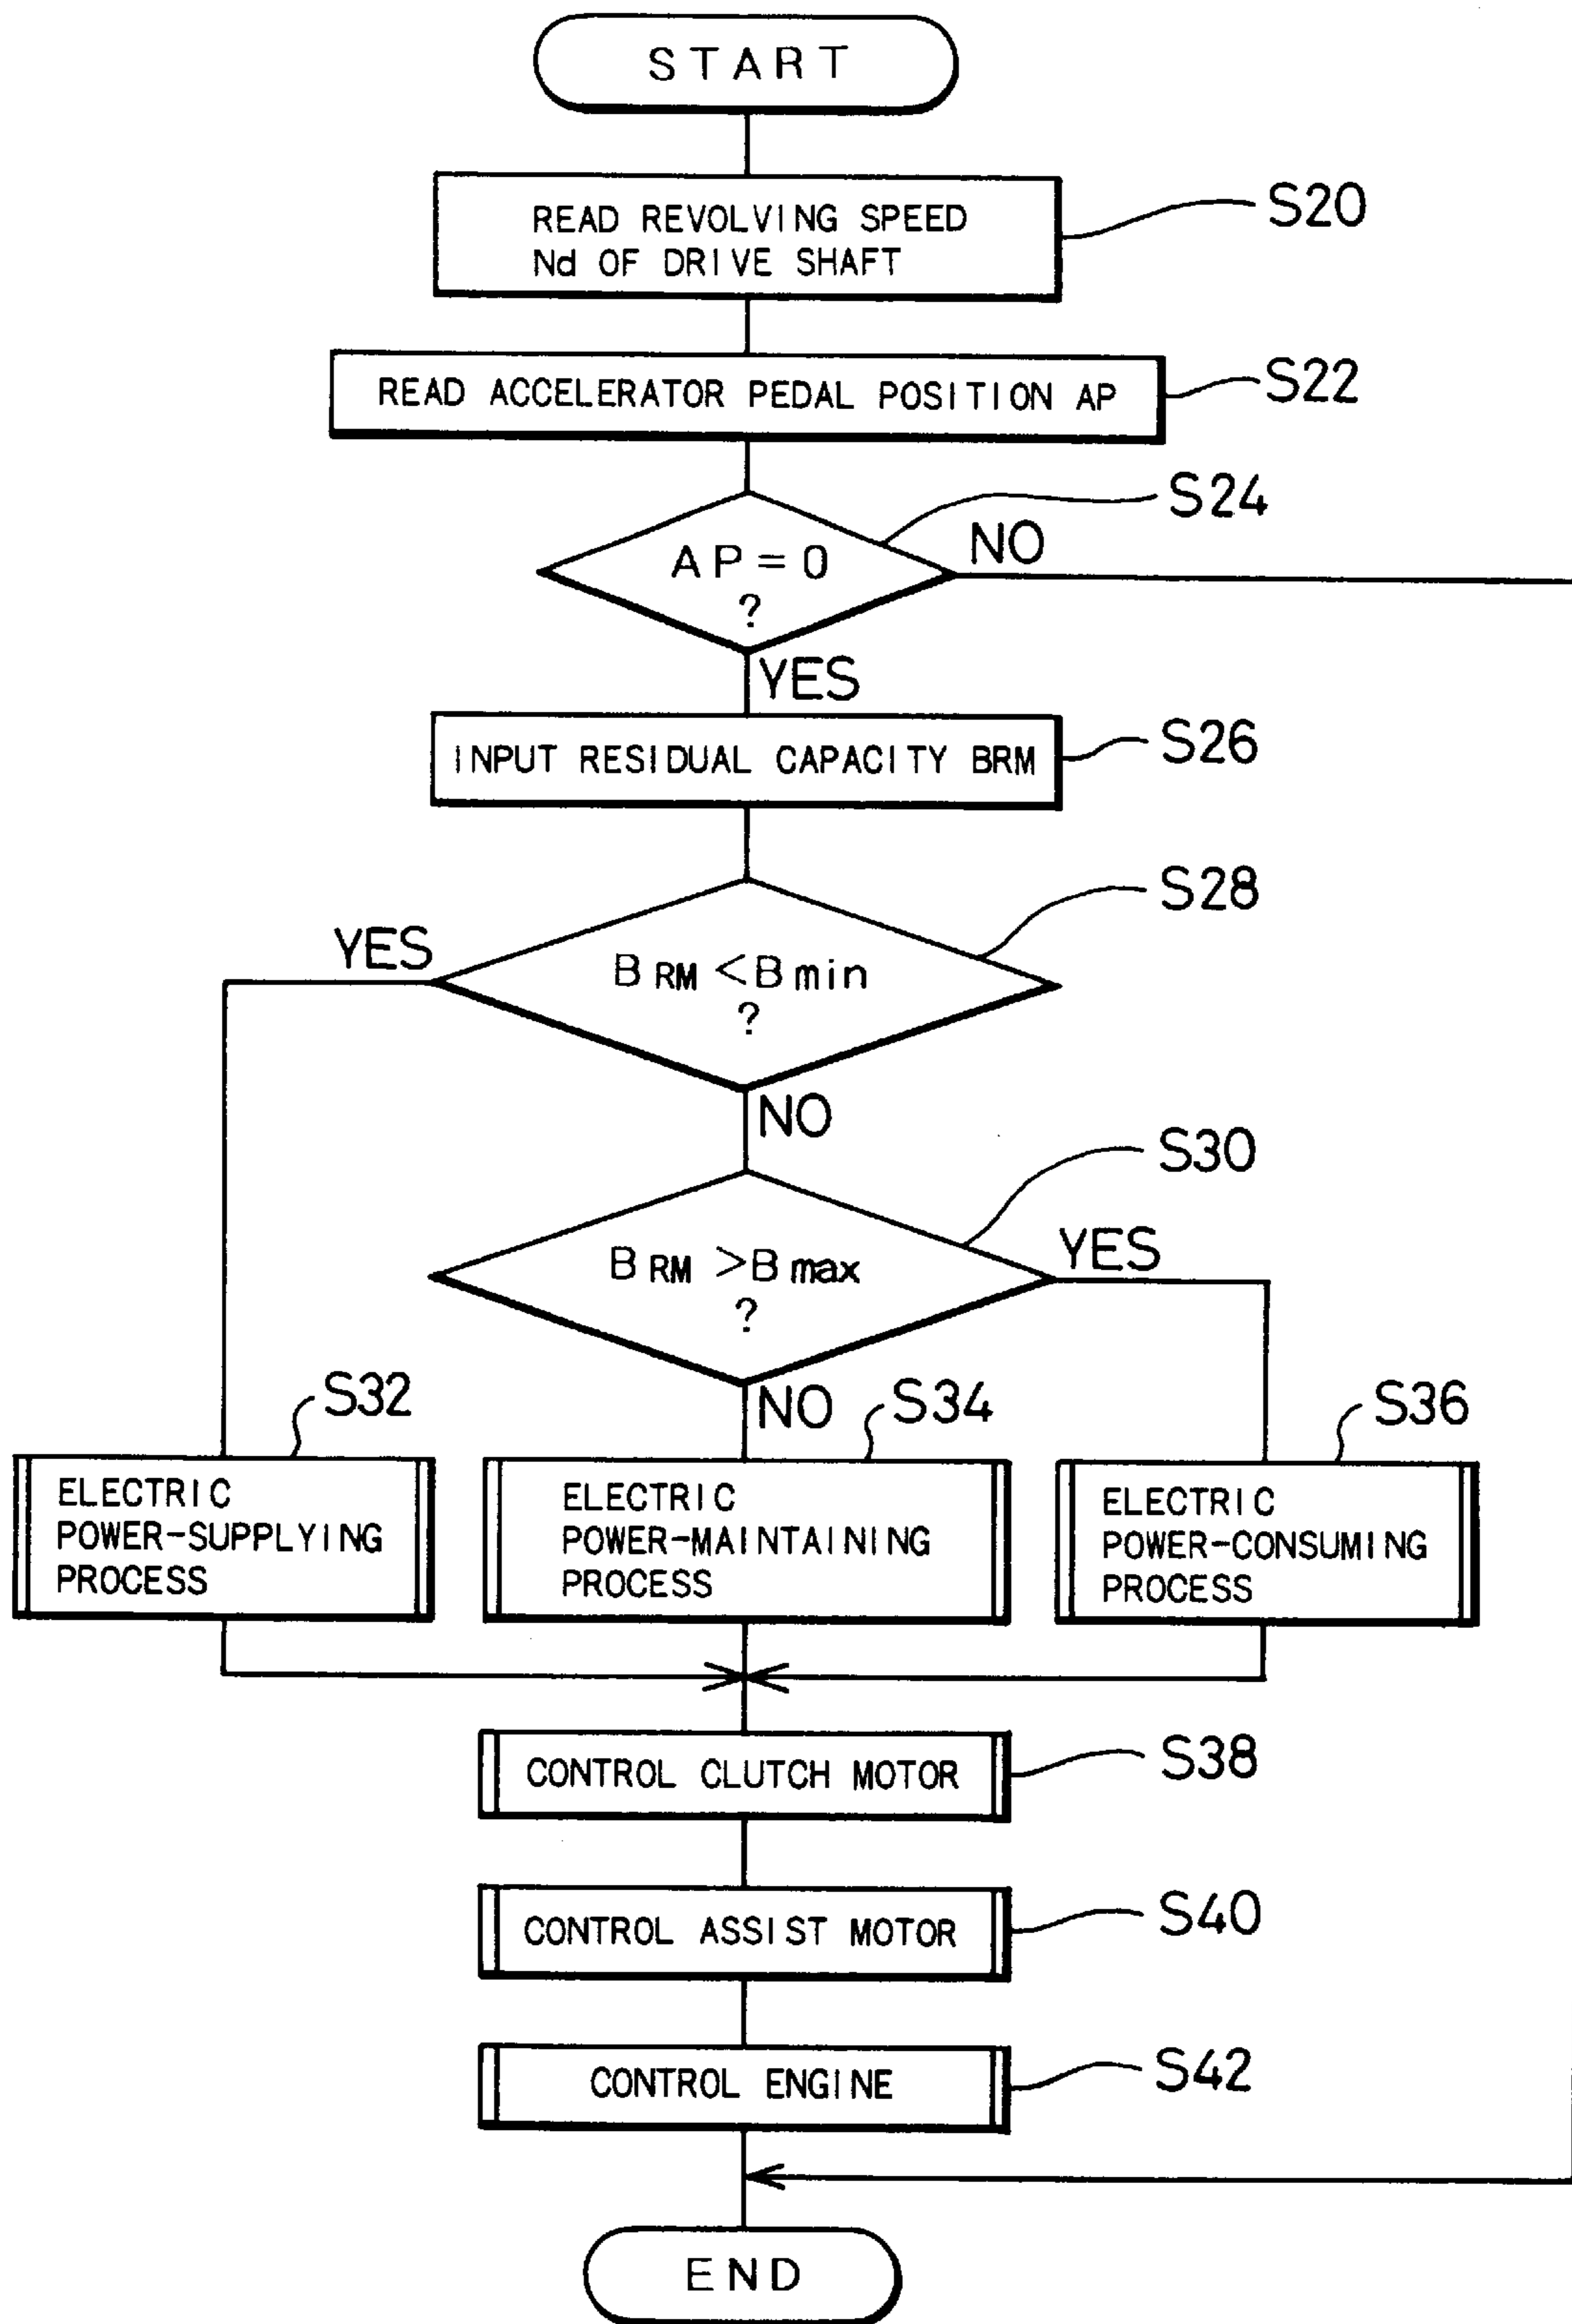 START
READ REVOLVING SPEED
Nd OF DRIVE SHAFT
S20
READ ACCELERATOR PEDAL POSITION AP
S22
S24
AP=0
?
NO
YES
INPUT RESIDUAL CAPACITY BRM
S26
S28
YES
BRM <Bmin
?
NO
S30
BRM >Bmax
?
YES
NO
S32
S34
S36
ELECTRIC
POWER-SUPPLYING
PROCESS
ELECTRIC
POWER-MAINTAINING
PROCESS
ELECTRIC
POWER-CONSUMING
PROCESS
CONTROL CLUTCH MOTOR
S38
CONTROL ASSIST MOTOR
S40
CONTROL ENGINE
S42
END